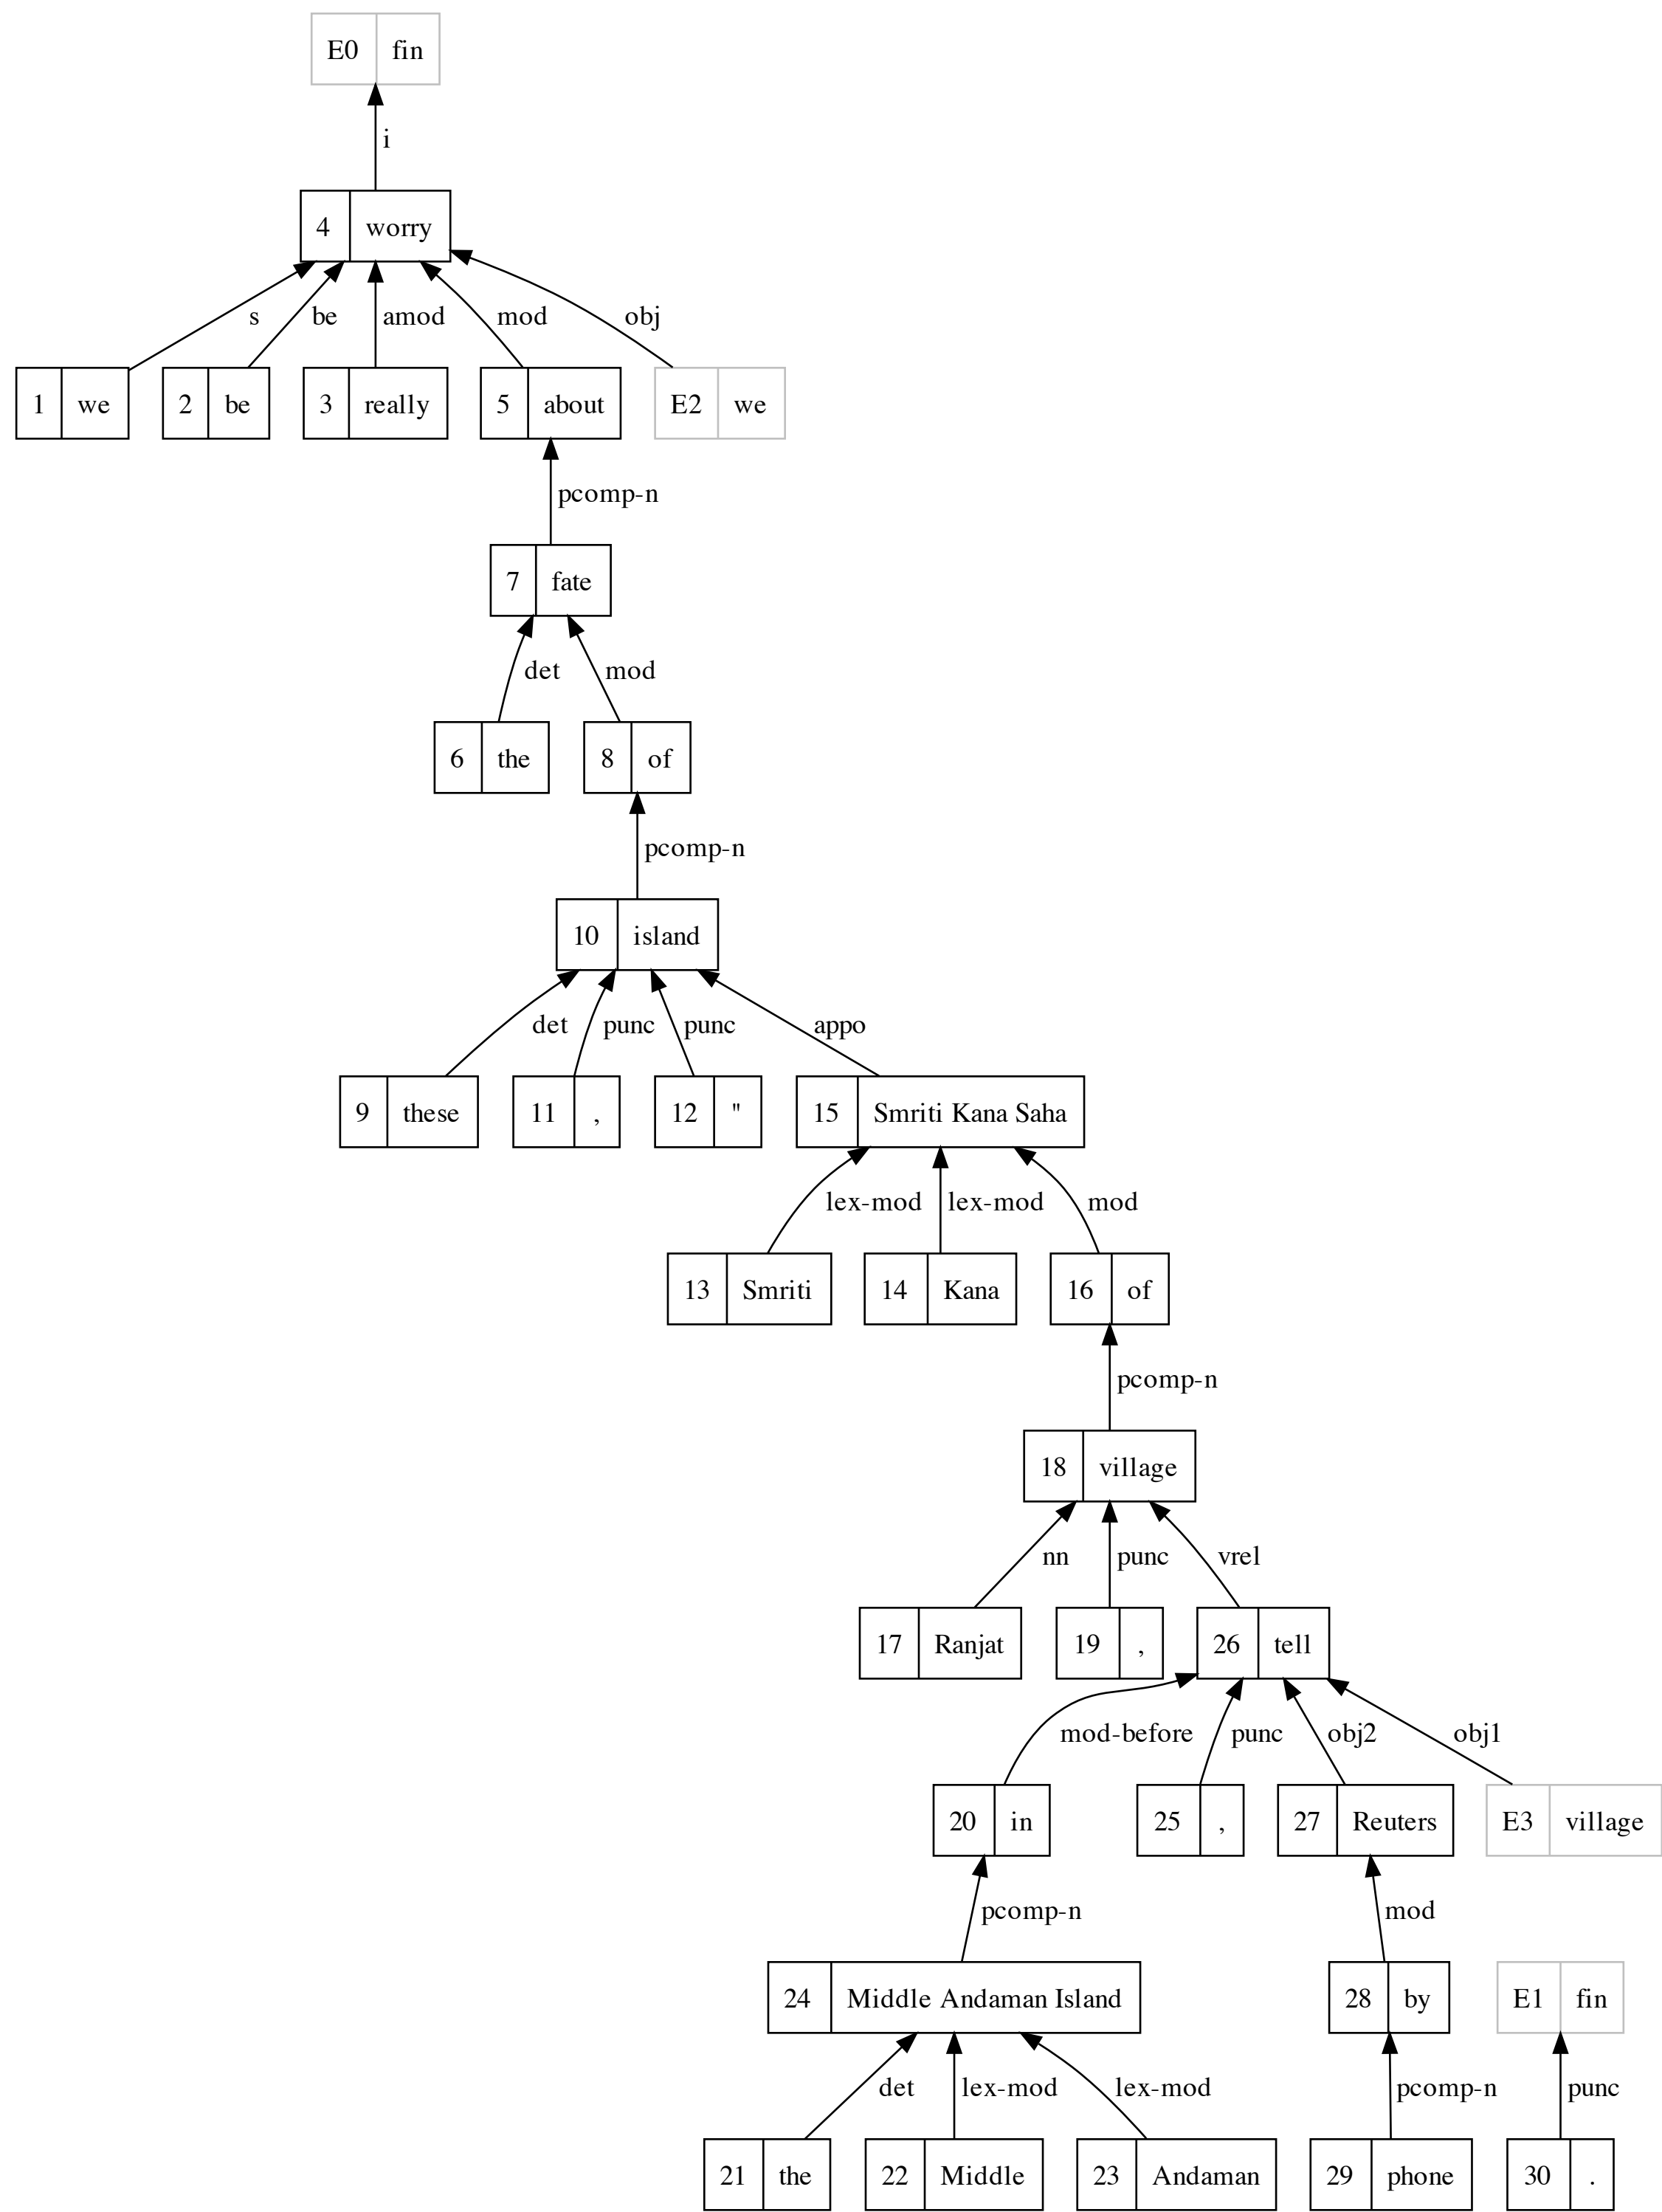 E0 fin
i
4 worry
s be amod mod obj
1 we 2 be 3 really 5 about E2 we
pcomp-n
7 fate
det mod
6 the 8 of
pcomp-n
10 island
det punc punc appo
9 these 11 , 12 " 15 Smriti Kana Saha
lex-mod lex-mod mod
13 Smriti 14 Kana 16 of
pcomp-n
18 village
nn punc vrel
17 Ranjat 19 , 26 tell
mod-before punc obj2 obj1
20 in 25 , 27 Reuters E3 village
pcomp-n mod
24 Middle Andaman Island 28 by E1 fin
det lex-mod lex-mod pcomp-n punc
21 the 22 Middle 23 Andaman 29 phone 30 .